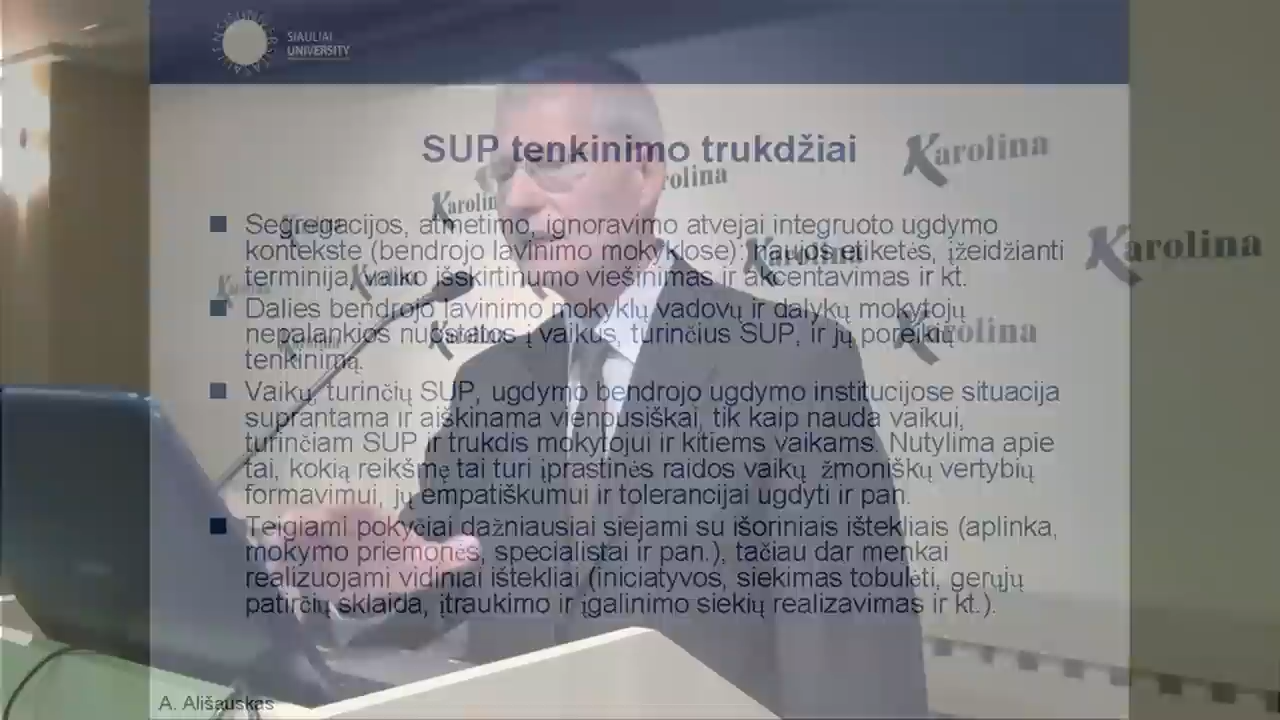 SIAULIAI
UNIVERSITY
SUP tenkinimo trukdžiai
Karolina
Karolina
Karolina
Karolina
Segregacijos, atmetimo, ignoravimo atvejai integruoto ugdymo
kontekste (bendrojo lavinimo mokyklose): naujos etiketės, įžeidžianti
terminija, vaiko išskirtinumo viešinimas ir akcentavimas ir kt.
Dalies bendrojo lavinimo mokyklų vadovų ir dalykų mokytojų
nepalankios nuostatos į vaikus, turinčius SUP, ir jų poreikių
tenkinimą.
Karolina
Karolina
Vaikų, turinčių SUP, ugdymo bendrojo ugdymo institucijose situacija
suprantama ir aiškinama vienpusiškai, tik kaip nauda vaikui,
turinčiam SUP ir trukdis mokytojui ir kitiems vaikams. Nutylima apie
tai, kokią reikšmę tai turi įprastinės raidos vaikų žmoniškų vertybių
formavimui, jų empatiškumui ir tolerancijai ugdyti ir pan.
Teigiami pokyčiai dažniausiai siejami su išoriniais ištekliais (aplinka,
mokymo priemonės, specialistai ir pan.), tačiau dar menkai
realizuojami vidiniai ištekliai (iniciatyvos, siekimas tobulėti, gerųjų
patirčių sklaida, įtraukimo ir įgalinimo siekių realizavimas ir kt.).
A. Ališauskas